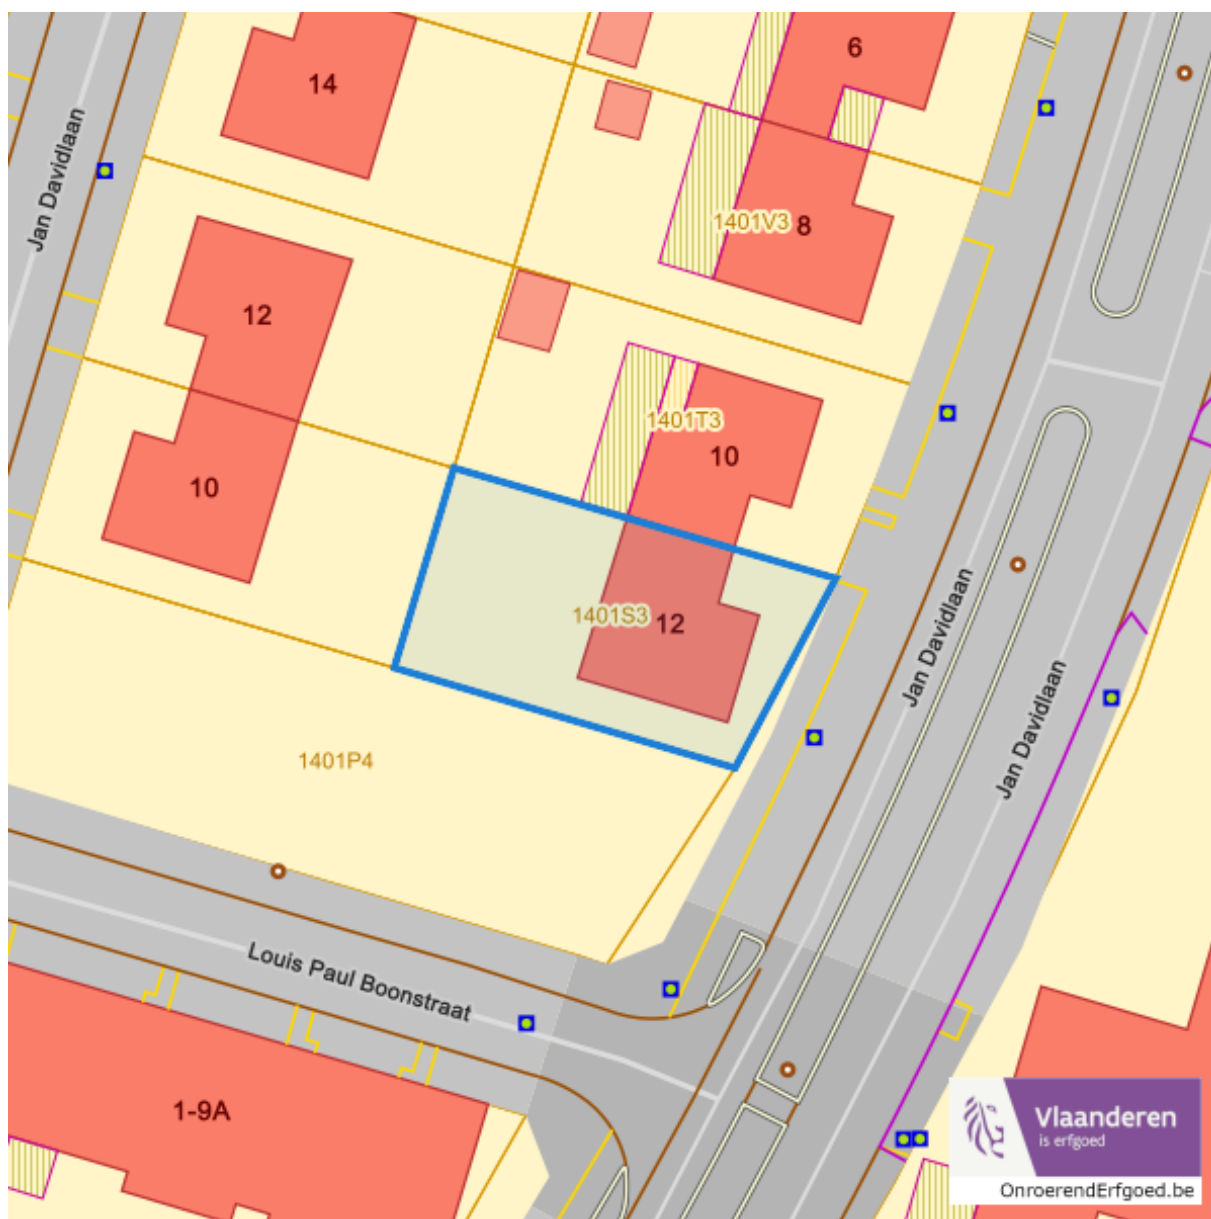 6
14
Jan Davidlaan
1401V3
8
12
1401T3
10
10
1401S3
12
Jan Davidlaan
Jan Davidlaan
1401P4
Louis Paul Boonstraat
1-9A
Vlaanderen
is erfgoed
OnroerendErfgoed.be